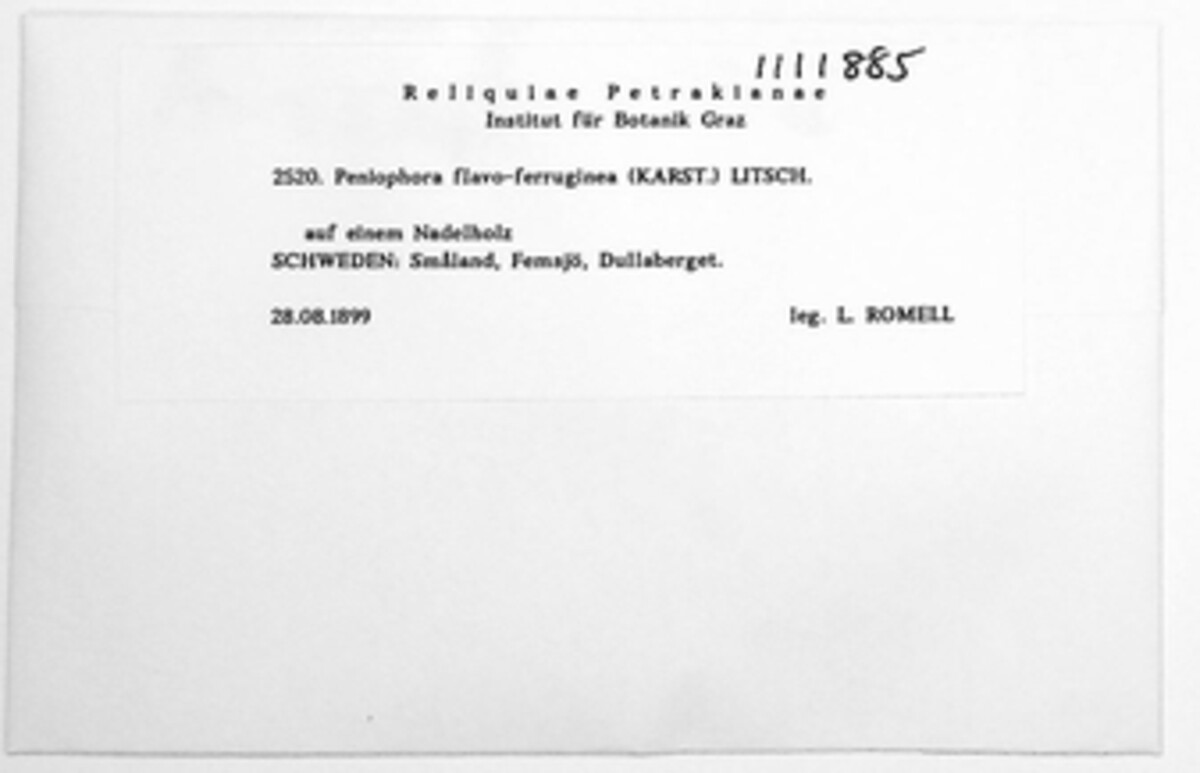 1111885
Reliquiae Petrakianae
Institut für Botanik Graz
2520. Peniophora flavo-ferruginea (KARST.) LITSCH.
auf einem Nadelholz
SCHWEDEN: Småland, Femsjö, Dullaberget.
28.08.1899 leg. L. ROMELL